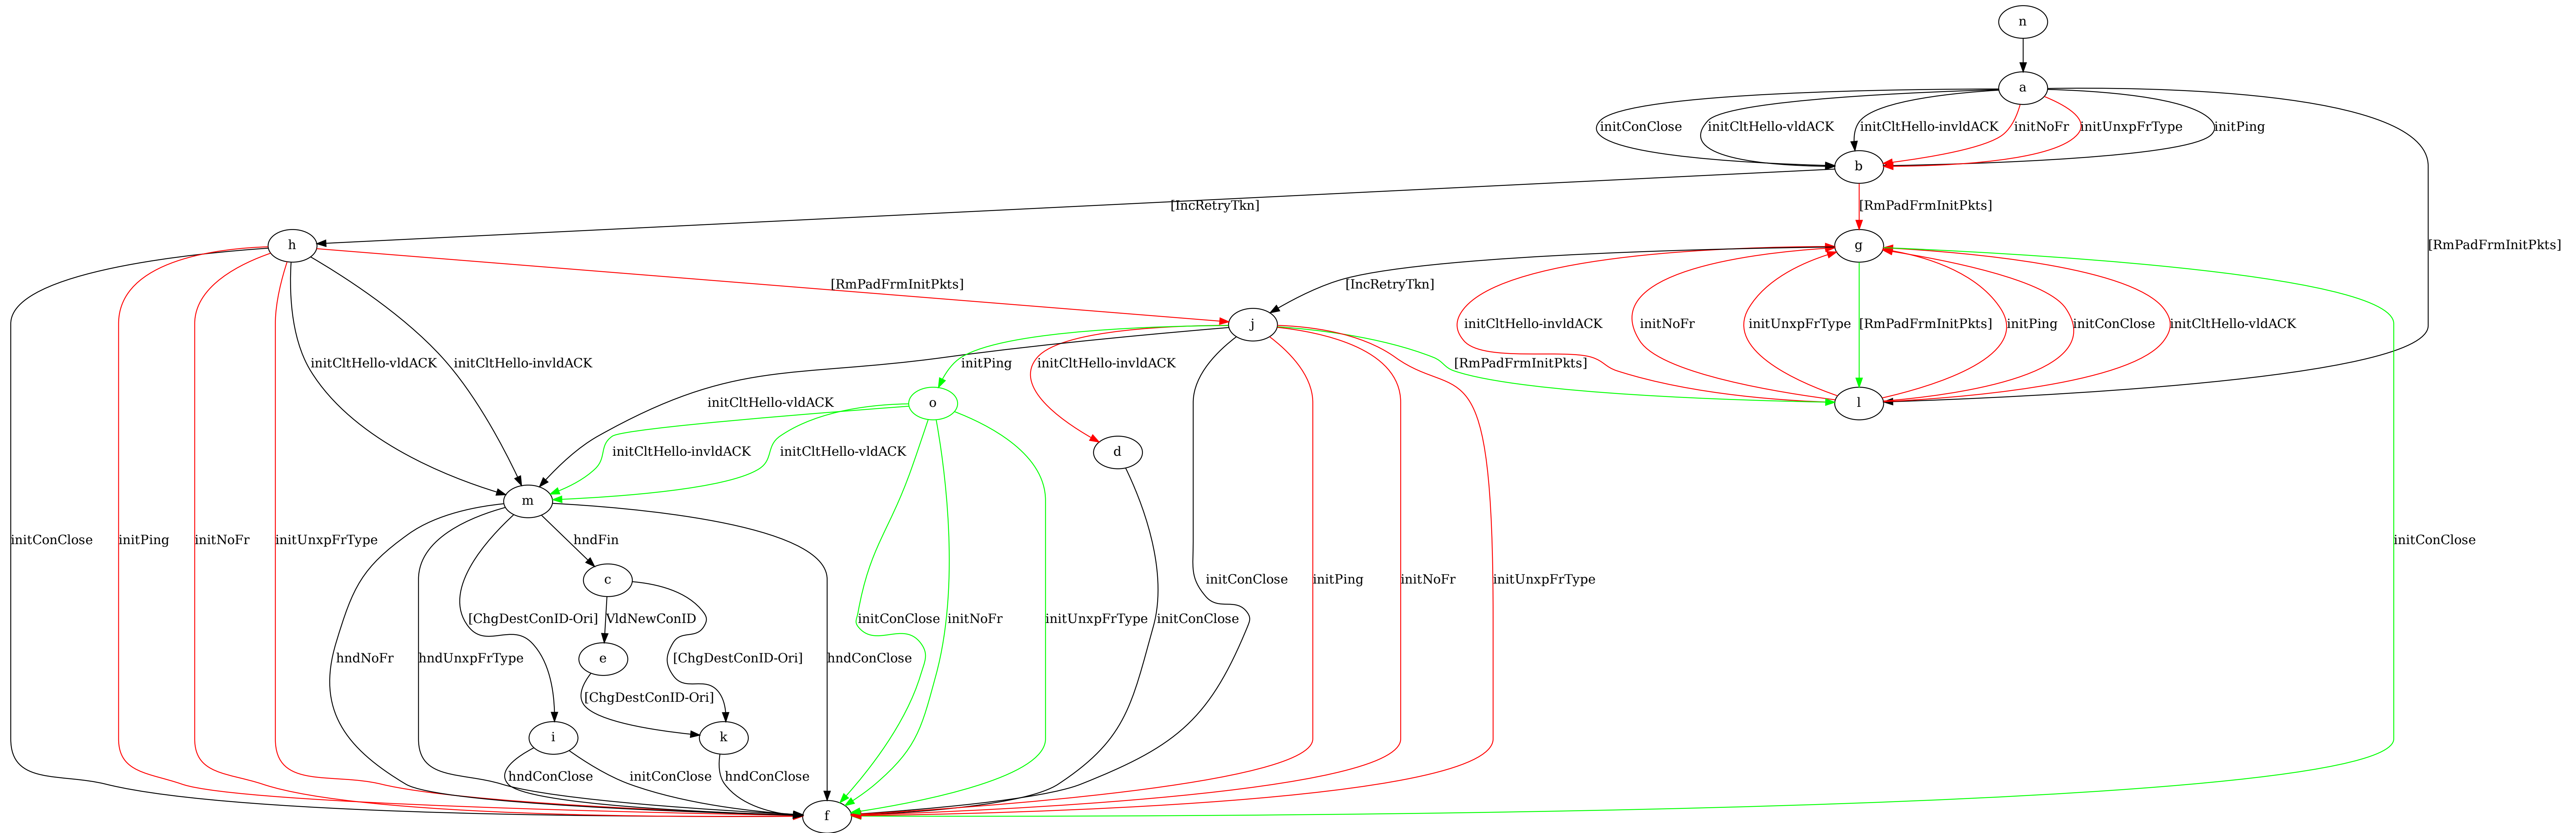 n
a
initConClose
initCltHello-vldACK
initCltHello-invldACK
initNoFr
initUnxpFrType
initPing
b
[IncRetryTkn]
[RmPadFrmInitPkts]
h
g
[RmPadFrmInitPkts]
[RmPadFrmInitPkts]
[IncRetryTkn]
j
initCltHello-invldACK
initNoFr
initUnxpFrType
[RmPadFrmInitPkts]
initPing
initConClose
initCltHello-vldACK
initCltHello-vldACK
initCltHello-invldACK
initPing
initCltHello-invldACK
[RmPadFrmInitPkts]
initCltHello-vldACK
o
l
initCltHello-invldACK
initCltHello-vldACK
d
m
initConClose
initPing
initNoFr
initUnxpFrType
hndFin
initConClose
c
initConClose
initPing
initNoFr
initUnxpFrType
[ChgDestConID-Ori]
VldNewConID
initConClose
initNoFr
initUnxpFrType
initConClose
hndNoFr
hndUnxpFrType
e
[ChgDestConID-Ori]
hndConClose
[ChgDestConID-Ori]
i
k
hndConClose
initConClose
hndConClose
f